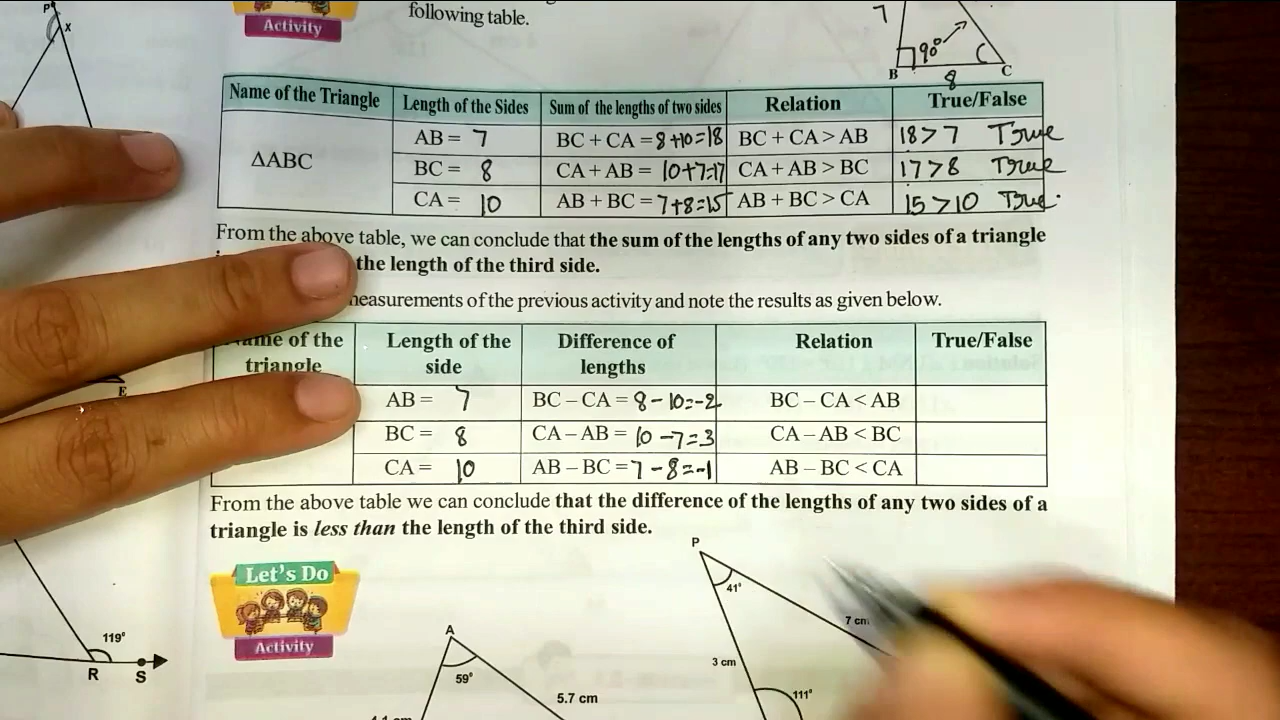 P
x
Activity
following table.
7
90°
B
8
C
Name of the Triangle Length of the Sides Sum of the lengths of two sides Relation True/False
ΔABC
AB = 7 BC + CA = 8+10=18 BC + CA > AB 18>7 True
BC = 8 CA + AB = 10+7=17 CA + AB > BC 17>8 True
CA = 10 AB + BC = 7+8=15 AB + BC > CA 15>10 True.
From the above table, we can conclude that the sum of the lengths of any two sides of a triangle
the length of the third side.
measurements of the previous activity and note the results as given below.
Name of the triangle Length of the side Difference of lengths Relation True/False
AB = 7 BC – CA = 8-10=-2 BC – CA < AB
BC = 8 CA – AB = 10-7=3 CA – AB < BC
CA = 10 AB – BC = 7-8=-1 AB – BC < CA
From the above table we can conclude that the difference of the lengths of any two sides of a
triangle is less than the length of the third side.
E
119°
R S
Let's Do
Activity
A
59°
5.7 cm
P
41°
7 cm
3 cm
111°